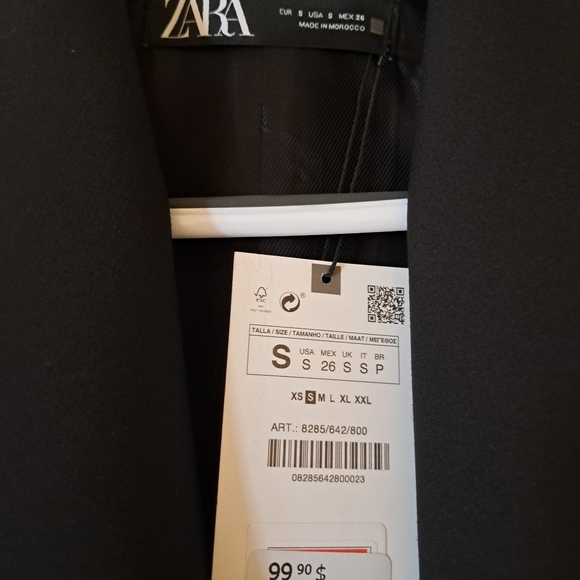 ZARA
EUR S USA S MEX 26
MADE IN MOROCCO
FSC
TALLA / SIZE / TAMANHO / TAILLE / MAAT / ΜΕΓΕΘΟΣ
S
USA MEX UK IT BR
S 26 S S P
XS S M L XL XXL
ART.: 8285/642/800
08285642800023
99 90 $